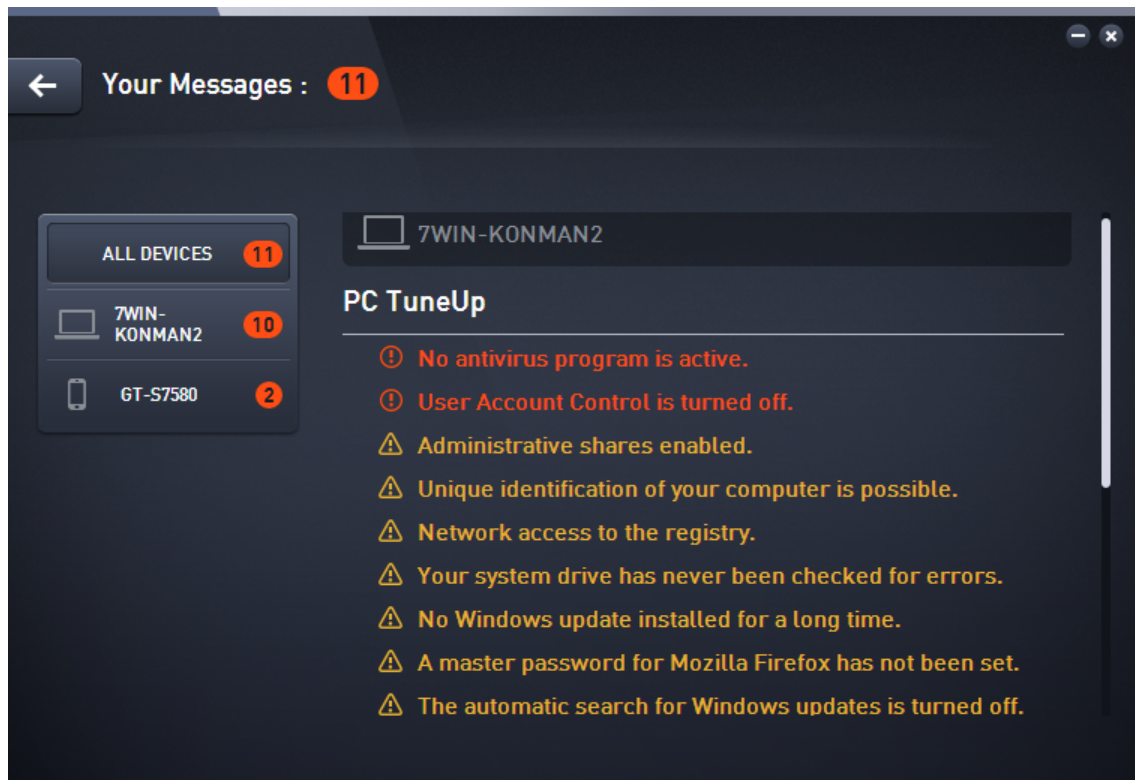 Your Messages : 11
ALL DEVICES 11
7WIN-
KONMAN2 10
GT-S7580 2
7WIN-KONMAN2
PC TuneUp
No antivirus program is active.
User Account Control is turned off.
Administrative shares enabled.
Unique identification of your computer is possible.
Network access to the registry.
Your system drive has never been checked for errors.
No Windows update installed for a long time.
A master password for Mozilla Firefox has not been set.
The automatic search for Windows updates is turned off.